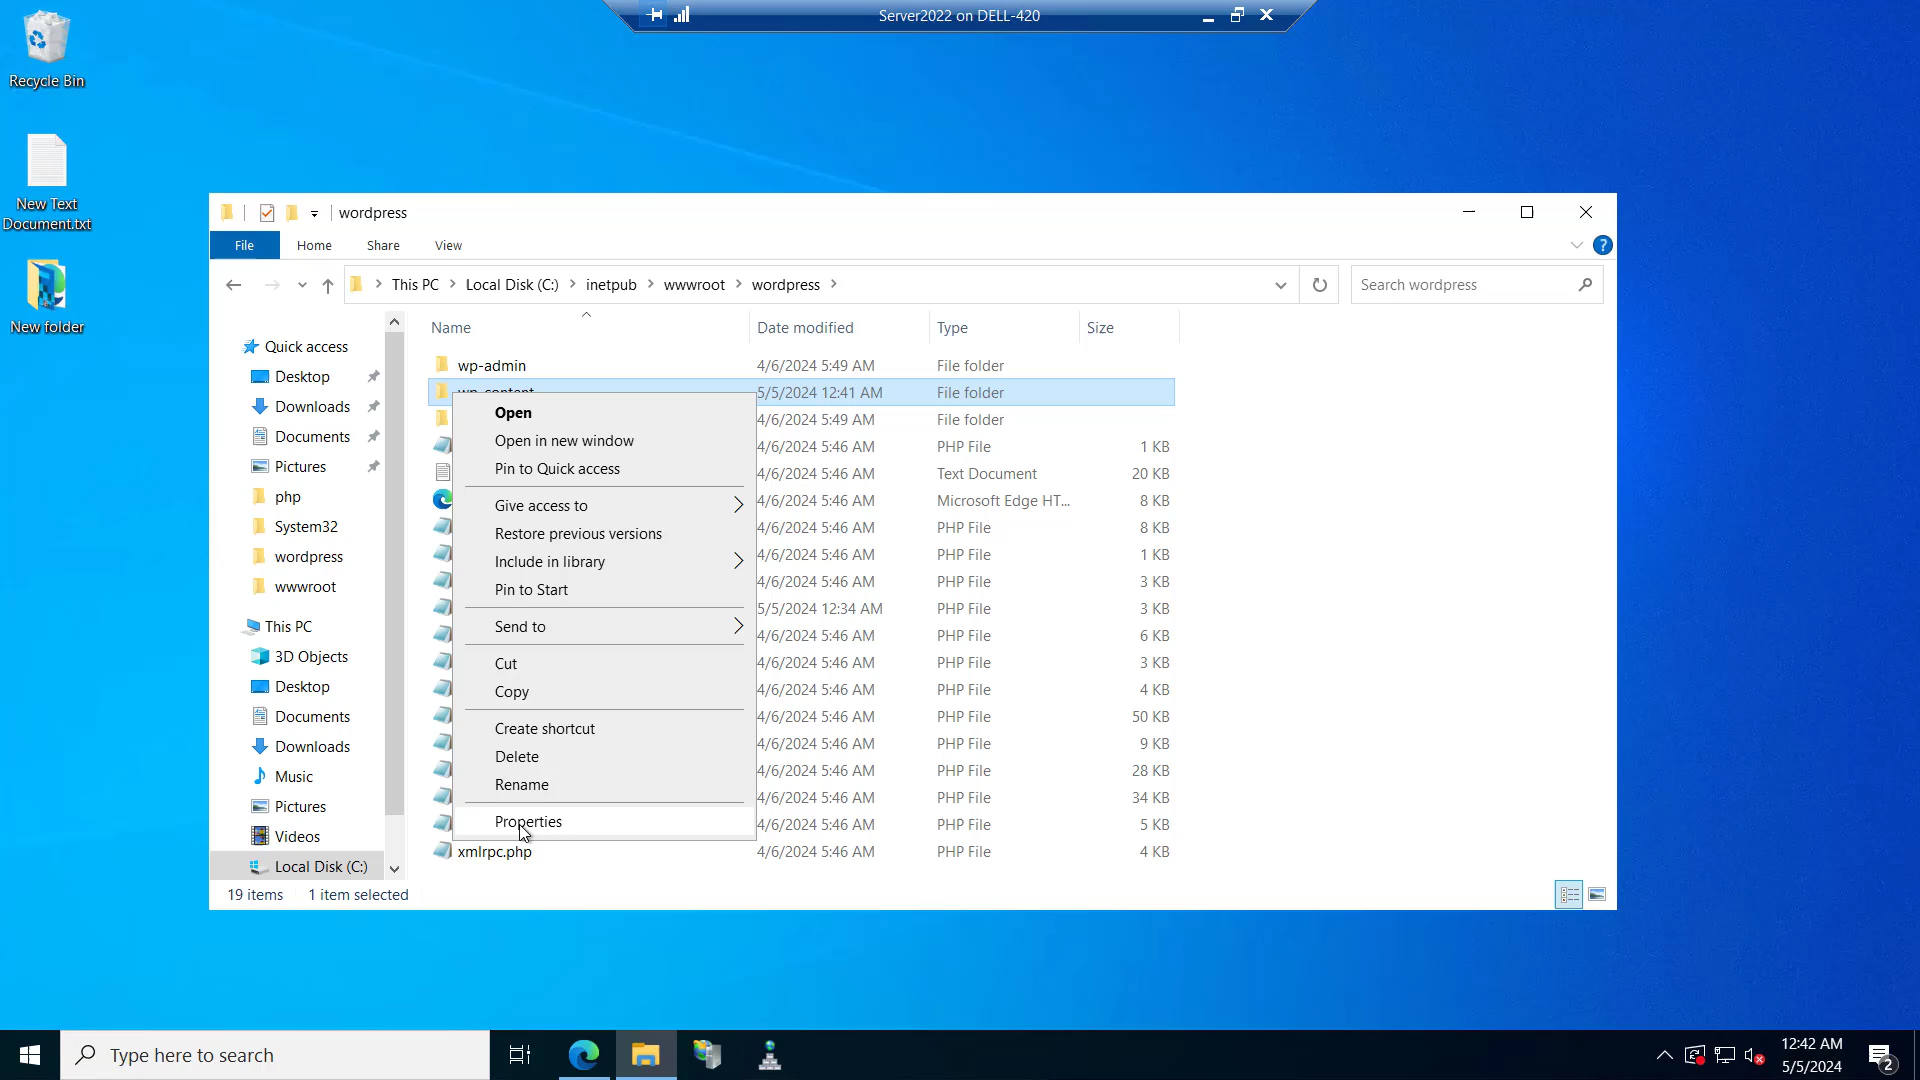 Server2022 on DELL-420
Recycle Bin
New Text
Document.txt
New folder
wordpress
File Home Share View
This PC Local Disk (C:) inetpub wwwroot wordpress
Search wordpress
Name Date modified Type Size
Quick access
Desktop
Downloads
Documents
Pictures
php
System32
wordpress
wwwroot
This PC
3D Objects
Desktop
Documents
Downloads
Music
Pictures
Videos
Local Disk (C:)
wp-admin 4/6/2024 5:49 AM File folder
wp-content 5/5/2024 12:41 AM File folder
4/6/2024 5:49 AM File folder
4/6/2024 5:46 AM PHP File 1 KB
4/6/2024 5:46 AM Text Document 20 KB
4/6/2024 5:46 AM Microsoft Edge HT... 8 KB
4/6/2024 5:46 AM PHP File 8 KB
4/6/2024 5:46 AM PHP File 1 KB
4/6/2024 5:46 AM PHP File 3 KB
5/5/2024 12:34 AM PHP File 3 KB
4/6/2024 5:46 AM PHP File 6 KB
4/6/2024 5:46 AM PHP File 3 KB
4/6/2024 5:46 AM PHP File 4 KB
4/6/2024 5:46 AM PHP File 50 KB
4/6/2024 5:46 AM PHP File 9 KB
4/6/2024 5:46 AM PHP File 28 KB
4/6/2024 5:46 AM PHP File 34 KB
4/6/2024 5:46 AM PHP File 5 KB
xmlrpc.php 4/6/2024 5:46 AM PHP File 4 KB
Open
Open in new window
Pin to Quick access
Give access to
Restore previous versions
Include in library
Pin to Start
Send to
Cut
Copy
Create shortcut
Delete
Rename
Properties
19 items 1 item selected
Type here to search
12:42 AM
5/5/2024
2